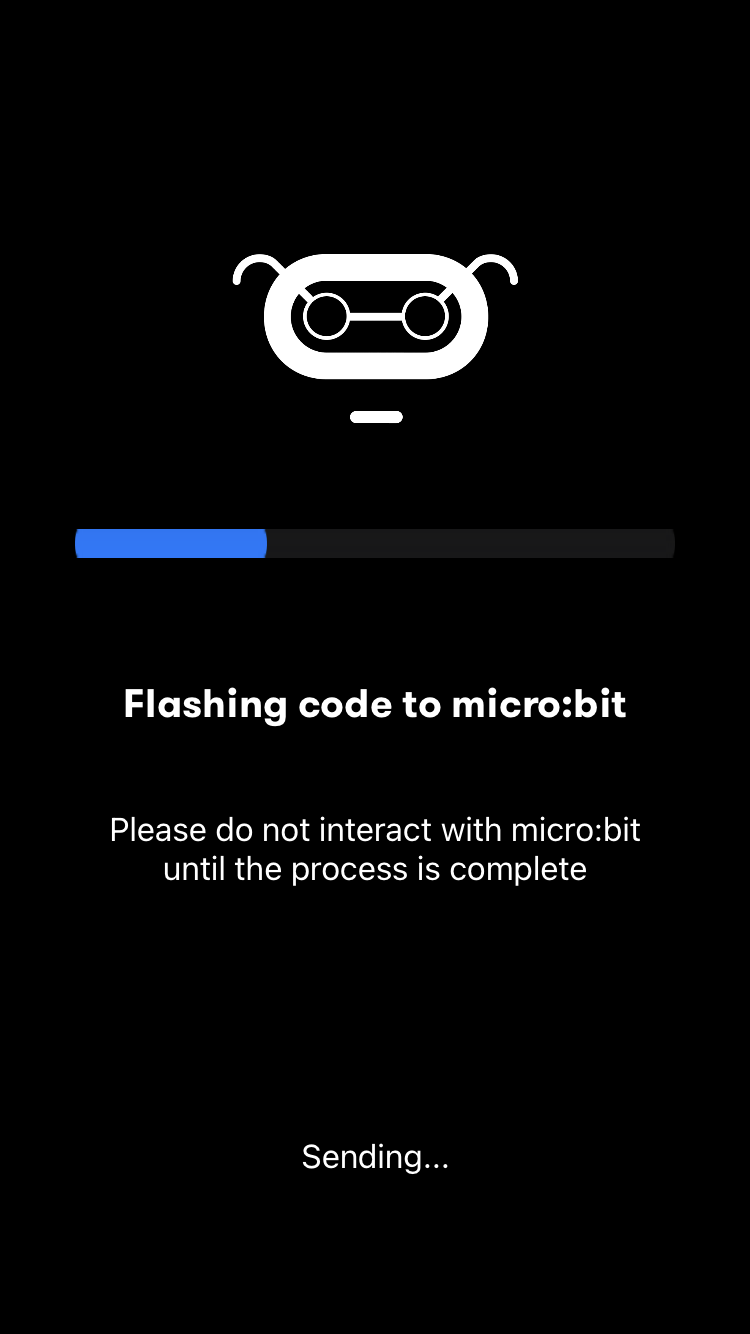 Flashing code to micro:bit
Please do not interact with micro:bit
until the process is complete
Sending...